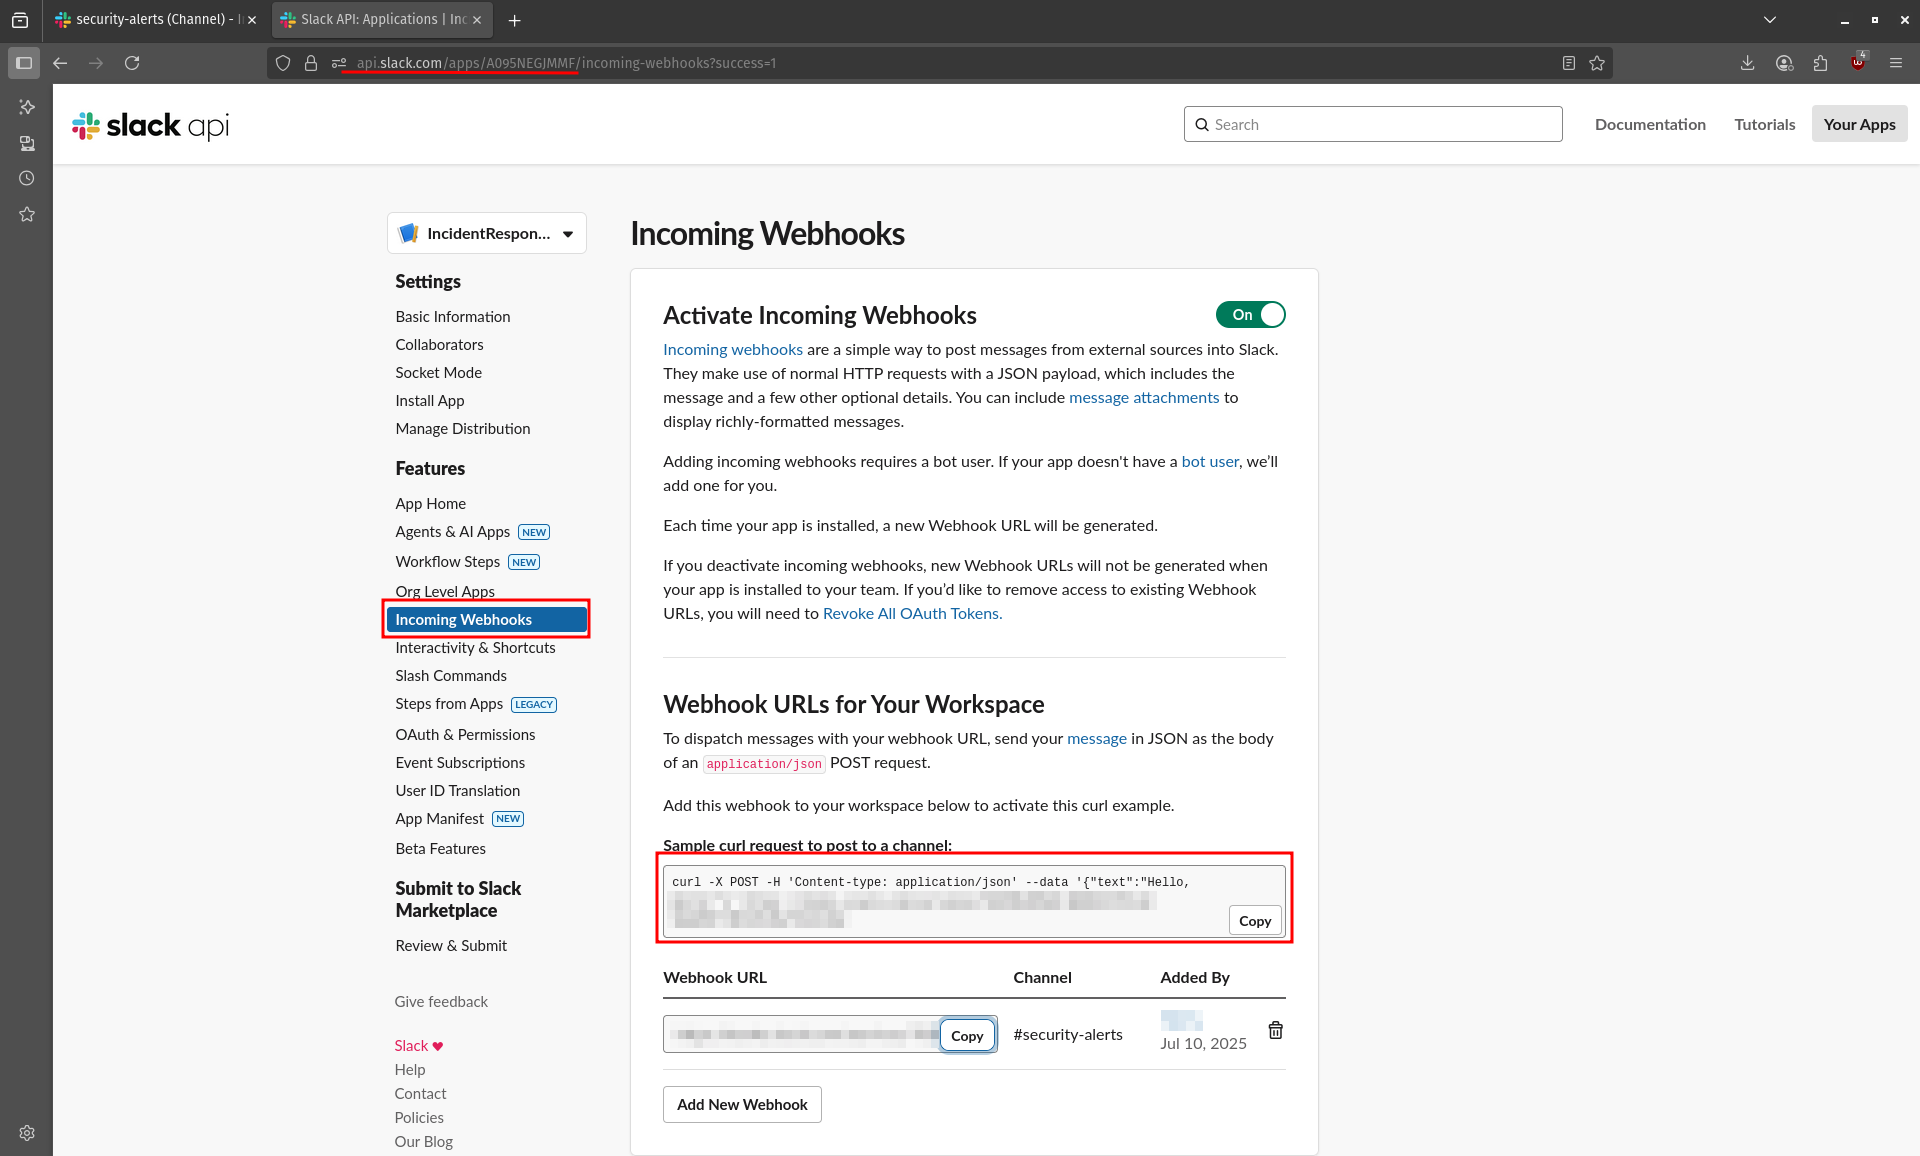 security-alerts (Channel) - I
Slack API: Applications | Inc
api.slack.com/apps/A095NEGJMMF/incoming-webhooks?success=1
4
slack api
Search
Documentation
Tutorials
Your Apps
IncidentRespon...
Settings
Basic Information
Collaborators
Socket Mode
Install App
Manage Distribution
Features
App Home
Agents & AI Apps NEW
Workflow Steps NEW
Org Level Apps
Incoming Webhooks
Interactivity & Shortcuts
Slash Commands
Steps from Apps LEGACY
OAuth & Permissions
Event Subscriptions
User ID Translation
App Manifest NEW
Beta Features
Submit to Slack
Marketplace
Review & Submit
Give feedback
Slack ♥
Help
Contact
Policies
Our Blog
Incoming Webhooks
Activate Incoming Webhooks
On
Incoming webhooks are a simple way to post messages from external sources into Slack.
They make use of normal HTTP requests with a JSON payload, which includes the
message and a few other optional details. You can include message attachments to
display richly-formatted messages.
Adding incoming webhooks requires a bot user. If your app doesn't have a bot user, we’ll
add one for you.
Each time your app is installed, a new Webhook URL will be generated.
If you deactivate incoming webhooks, new Webhook URLs will not be generated when
your app is installed to your team. If you’d like to remove access to existing Webhook
URLs, you will need to Revoke All OAuth Tokens.
Webhook URLs for Your Workspace
To dispatch messages with your webhook URL, send your message in JSON as the body
of an application/json POST request.
Add this webhook to your workspace below to activate this curl example.
Sample curl request to post to a channel:
curl -X POST -H 'Content-type: application/json' --data '{"text":"Hello,
Copy
Webhook URL
Channel
Added By
Copy
#security-alerts
Jul 10, 2025
Add New Webhook